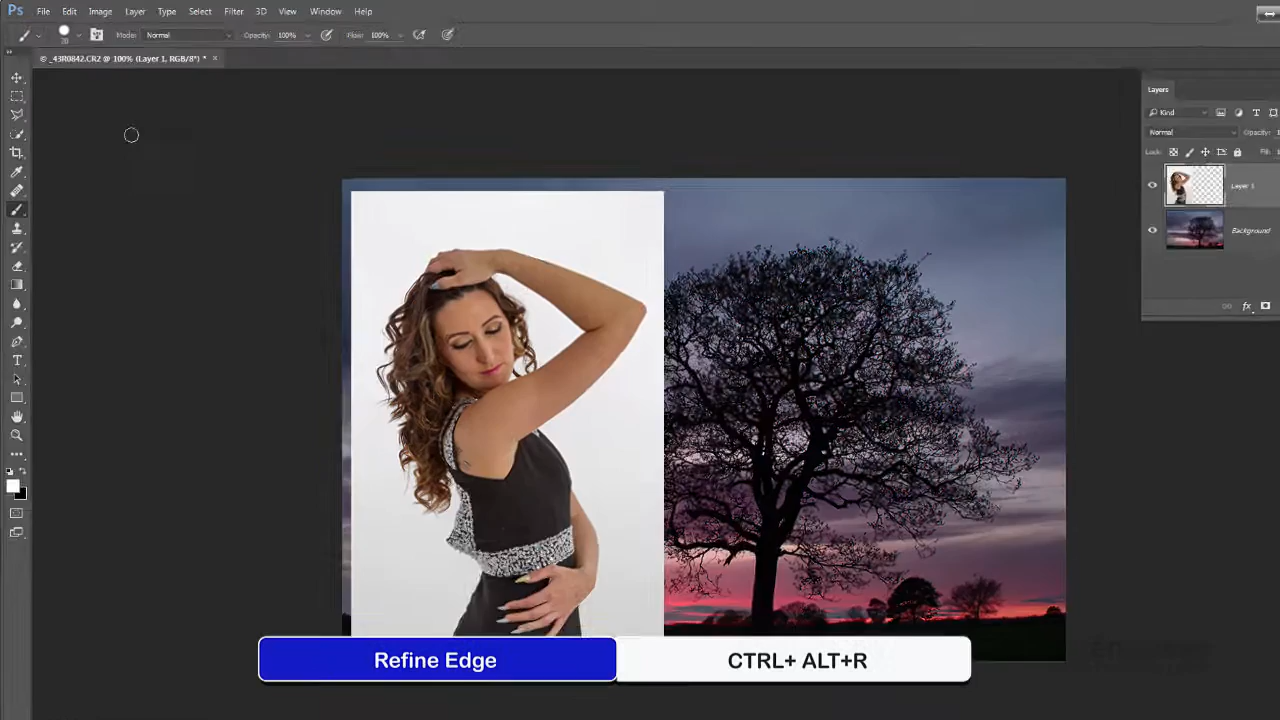 Ps File Edit Image Layer Type Select Filter 3D View Window Help
Mode: Normal Opacity: 100% Flow: 100%
© _43R0842.CR2 @ 100% (Layer 1, RGB/8*) * ×
Layers
Kind
Normal Opacity:
Lock:
Layer 1
Background
fx
Refine Edge CTRL+ ALT+R